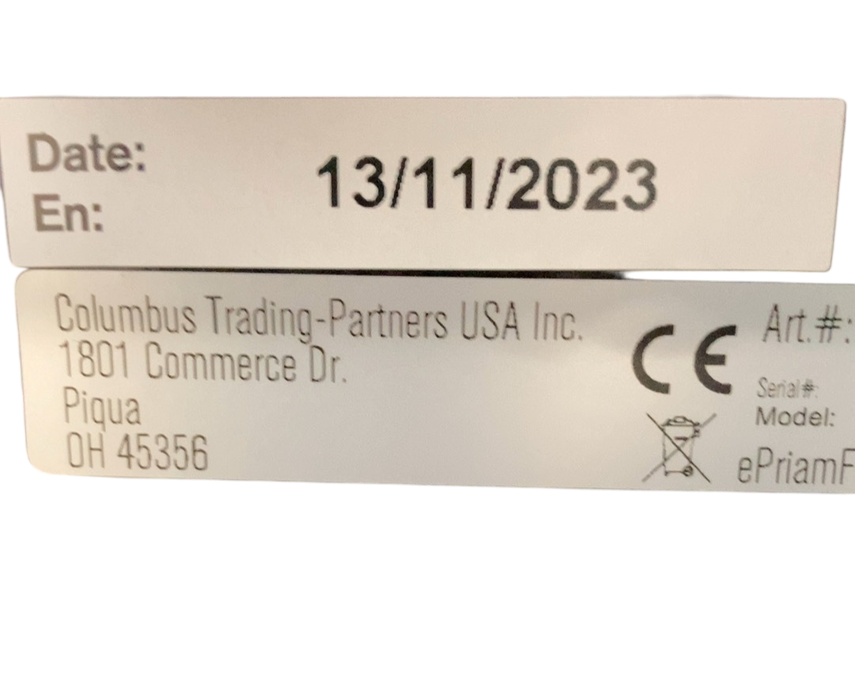 Date:
13/11/2023
En:
Columbus Trading-Partners USA Inc.
1801 Commerce Dr.
Piqua
OH 45356
CE
Art.#:
Serial#:
Model:
ePriamF